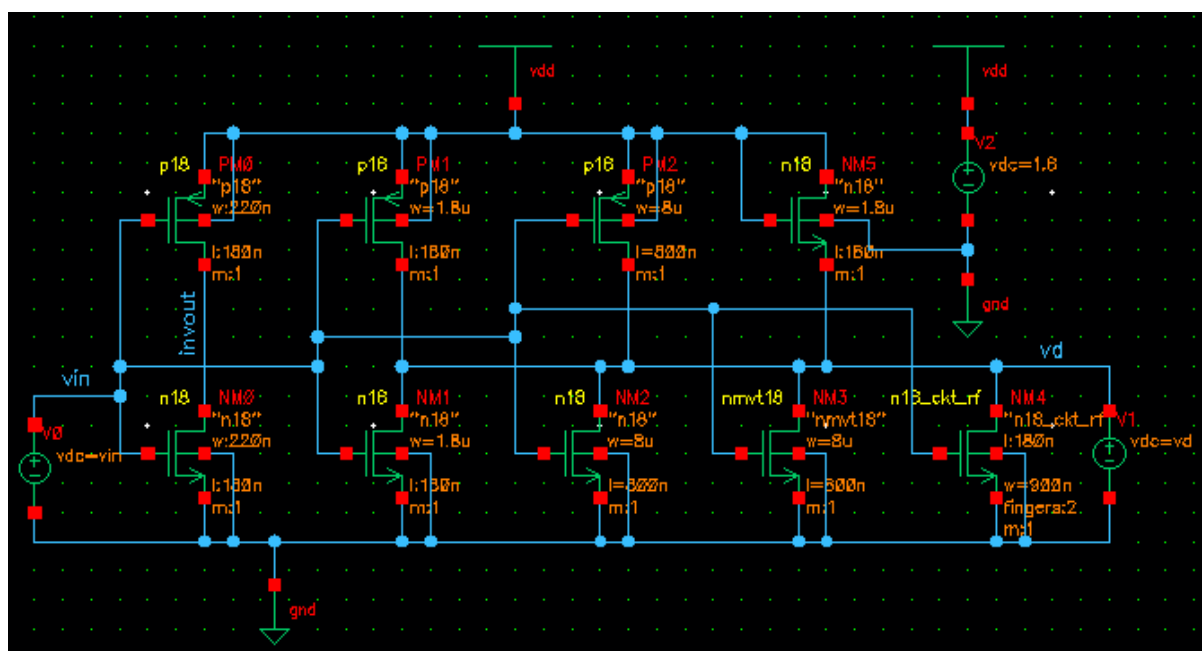 vdd
vdd
p18
PM0
"p18"
w:220n
l:180n
m:1
p18
PM1
"p18"
w=1.8u
l:180n
m:1
p18
PM2
"p18"
w=8u
l=800n
m:1
n18
NM5
"n18"
w=1.8u
l:180n
m:1
V2
vdc=1.8
gnd
invout
vin
vd
V0
vdc=vin
n18
NM0
"n18"
w:220n
l:180n
m:1
n18
NM1
"n18"
w=1.8u
l:180n
m:1
n18
NM2
"n18"
w=8u
l=800n
m:1
nmvt18
NM3
"nmvt18"
w=8u
l=800n
m:1
n18_ckt_rf
NM4
"n18_ckt_rf"
l:180n
w=900n
fingers:2
m:1
V1
vdc=vd
gnd